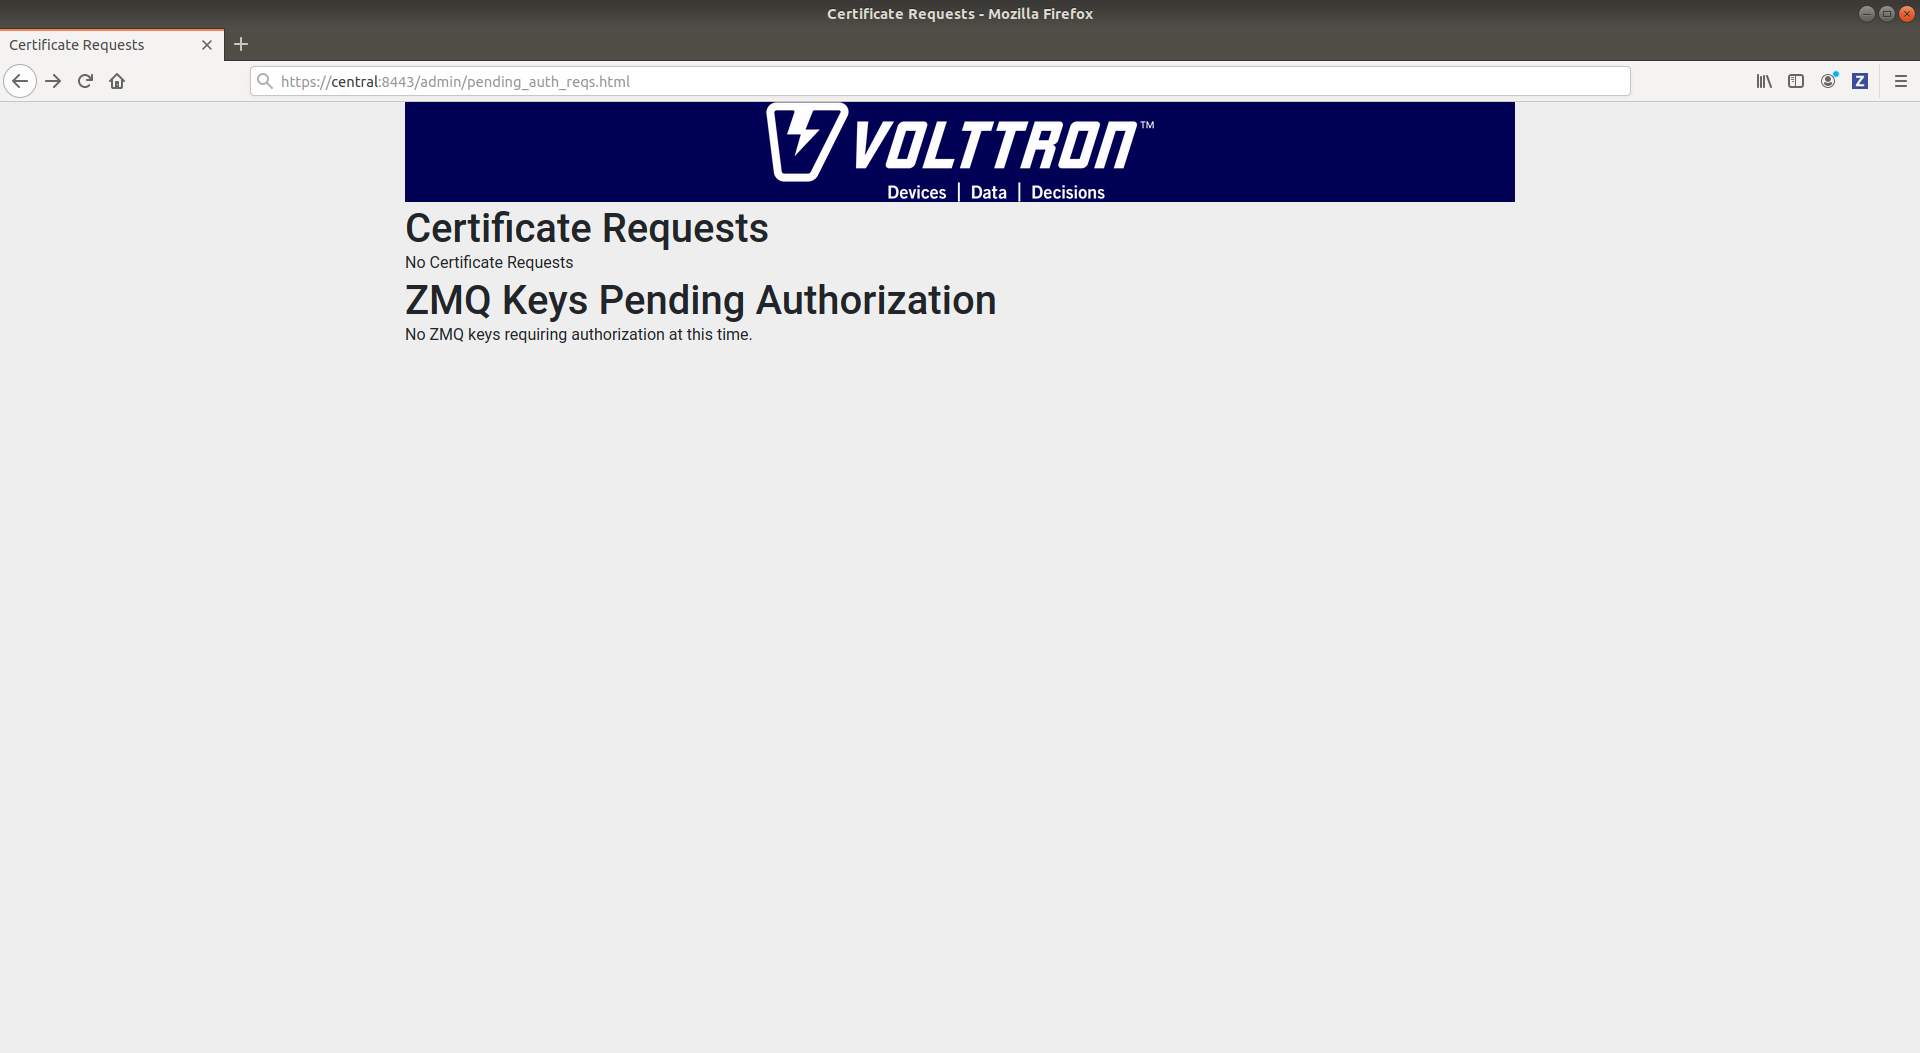 Certificate Requests - Mozilla Firefox
Certificate Requests
https://central:8443/admin/pending_auth_reqs.html
Z
VOLTTRON™
Devices | Data | Decisions
Certificate Requests
No Certificate Requests
ZMQ Keys Pending Authorization
No ZMQ keys requiring authorization at this time.